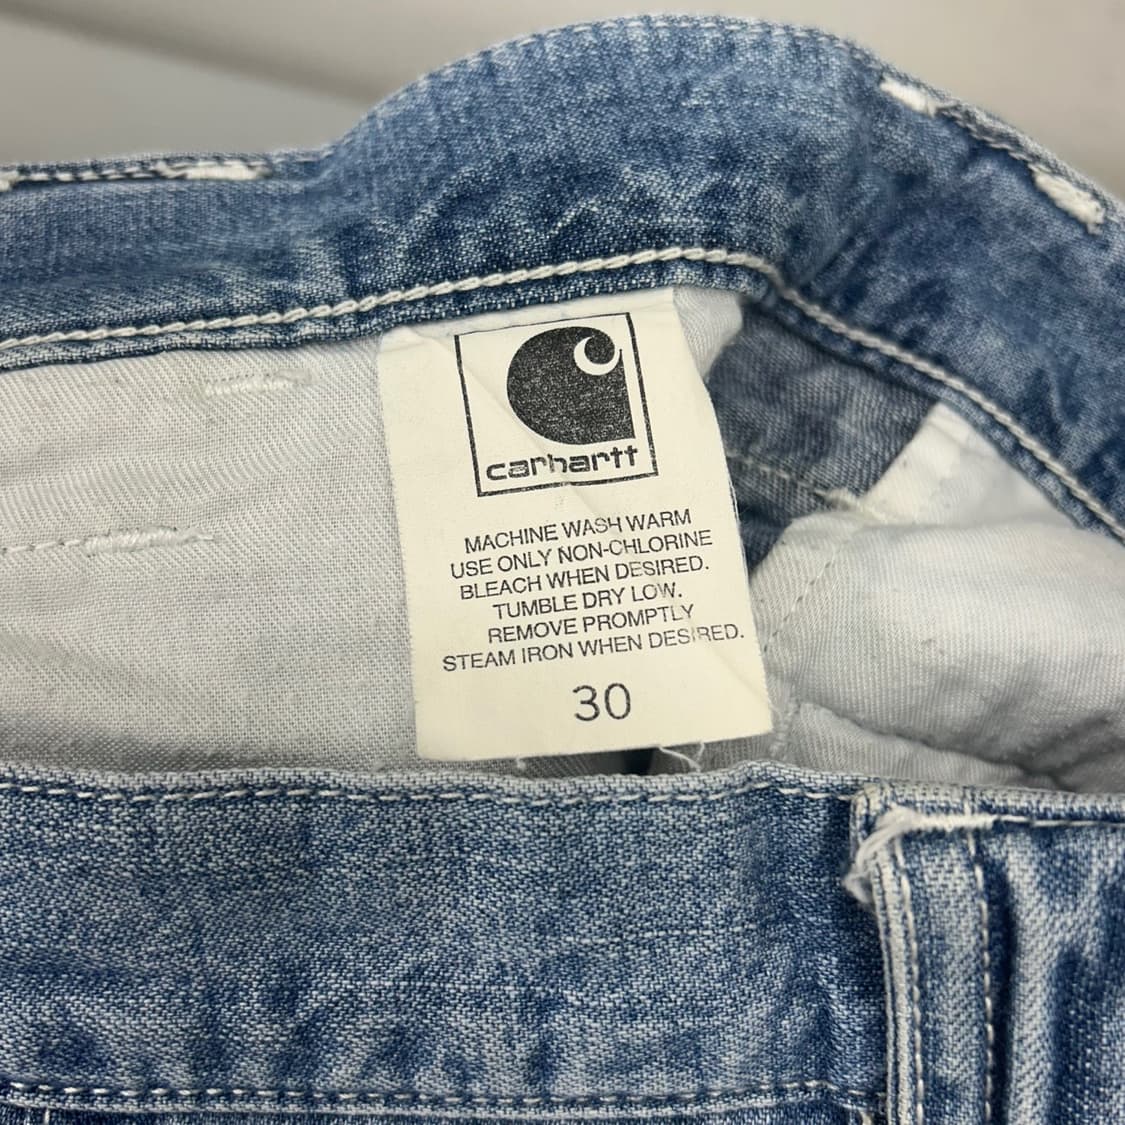 carhartt
MACHINE WASH WARM
USE ONLY NON-CHLORINE
BLEACH WHEN DESIRED.
TUMBLE DRY LOW.
REMOVE PROMPTLY
STEAM IRON WHEN DESIRED.
30